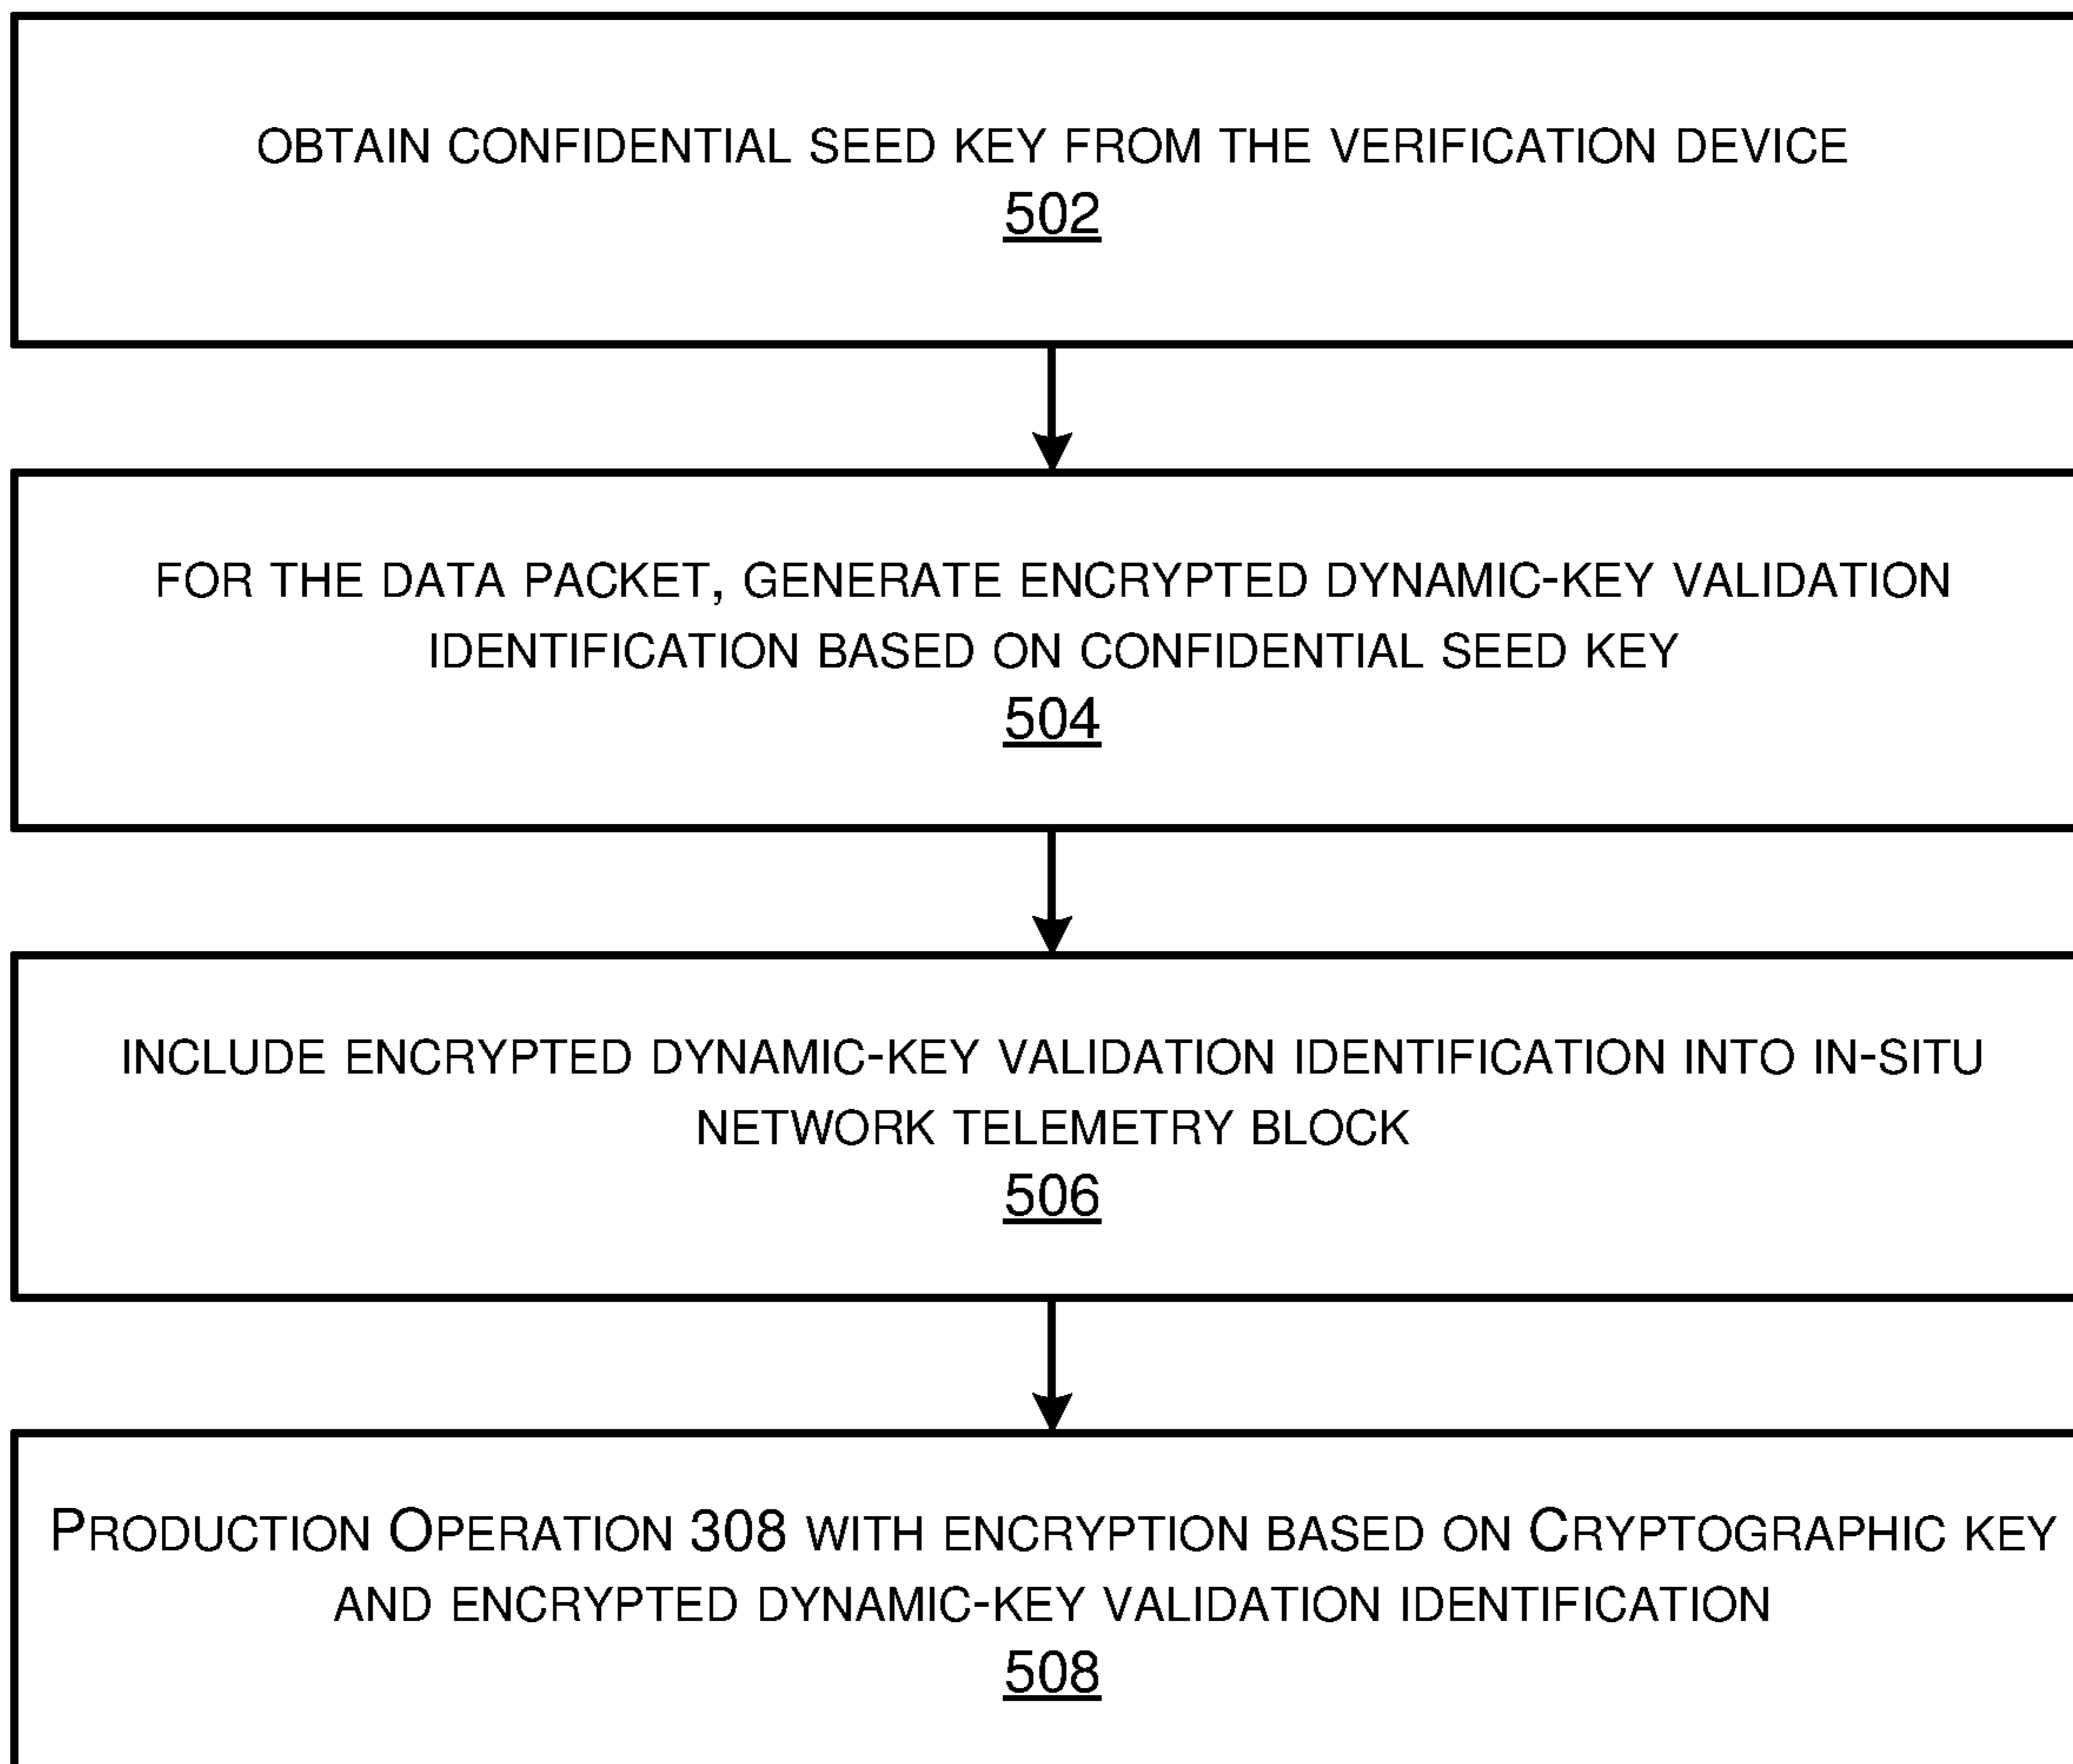 OBTAIN CONFIDENTIAL SEED KEY FROM THE VERIFICATION DEVICE
502
FOR THE DATA PACKET, GENERATE ENCRYPTED DYNAMIC-KEY VALIDATION
IDENTIFICATION BASED ON CONFIDENTIAL SEED KEY
504
INCLUDE ENCRYPTED DYNAMIC-KEY VALIDATION IDENTIFICATION INTO IN-SITU
NETWORK TELEMETRY BLOCK
506
PRODUCTION OPERATION 308 WITH ENCRYPTION BASED ON CRYPTOGRAPHIC KEY
AND ENCRYPTED DYNAMIC-KEY VALIDATION IDENTIFICATION
508